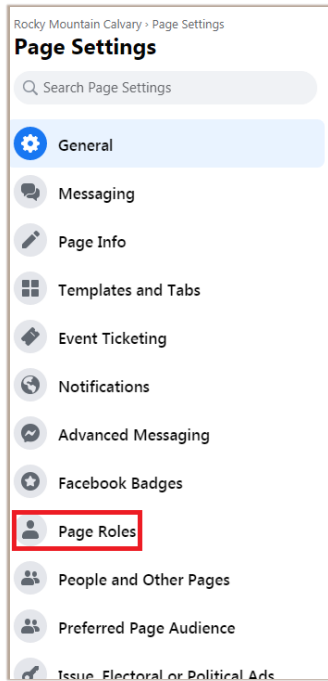 Rocky Mountain Calvary › Page Settings
Page Settings
Search Page Settings
General
Messaging
Page Info
Templates and Tabs
Event Ticketing
Notifications
Advanced Messaging
Facebook Badges
Page Roles
People and Other Pages
Preferred Page Audience
Issue, Electoral or Political Ads